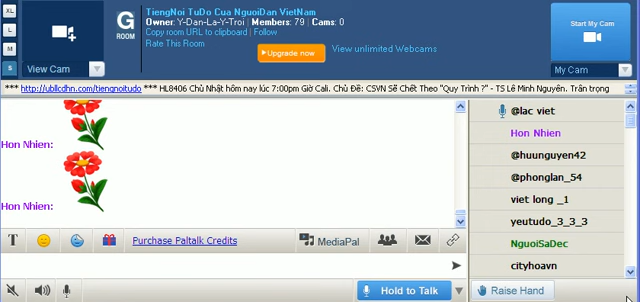 XL
L
M
S
View Cam
G
ROOM
TiengNoi TuDo Cua NguoiDan VietNam
Owner: Y-Dan-La-Y-Troi | Members: 79 | Cams: 0
Copy room URL to clipboard | Follow
Rate This Room
Upgrade now
View unlimited Webcams
Start My Cam
My Cam
*** http://ubllcdhn.com/tiengnoitudo *** HL8406 Chủ Nhật hôm nay lúc 7:00pm Giờ Cali. Chủ Đề: CSVN Sẽ Chết Theo "Quy Trình ?" - TS Lê Minh Nguyên. Trân trọng
Hon Nhien:
Hon Nhien:
@lac viet
Hon Nhien
@huunguyen42
@phonglan_54
viet long _1
yeutudo_3_3_3
NguoiSaDec
cityhoavn
T
Purchase Paltalk Credits
MediaPal
Hold to Talk
Raise Hand